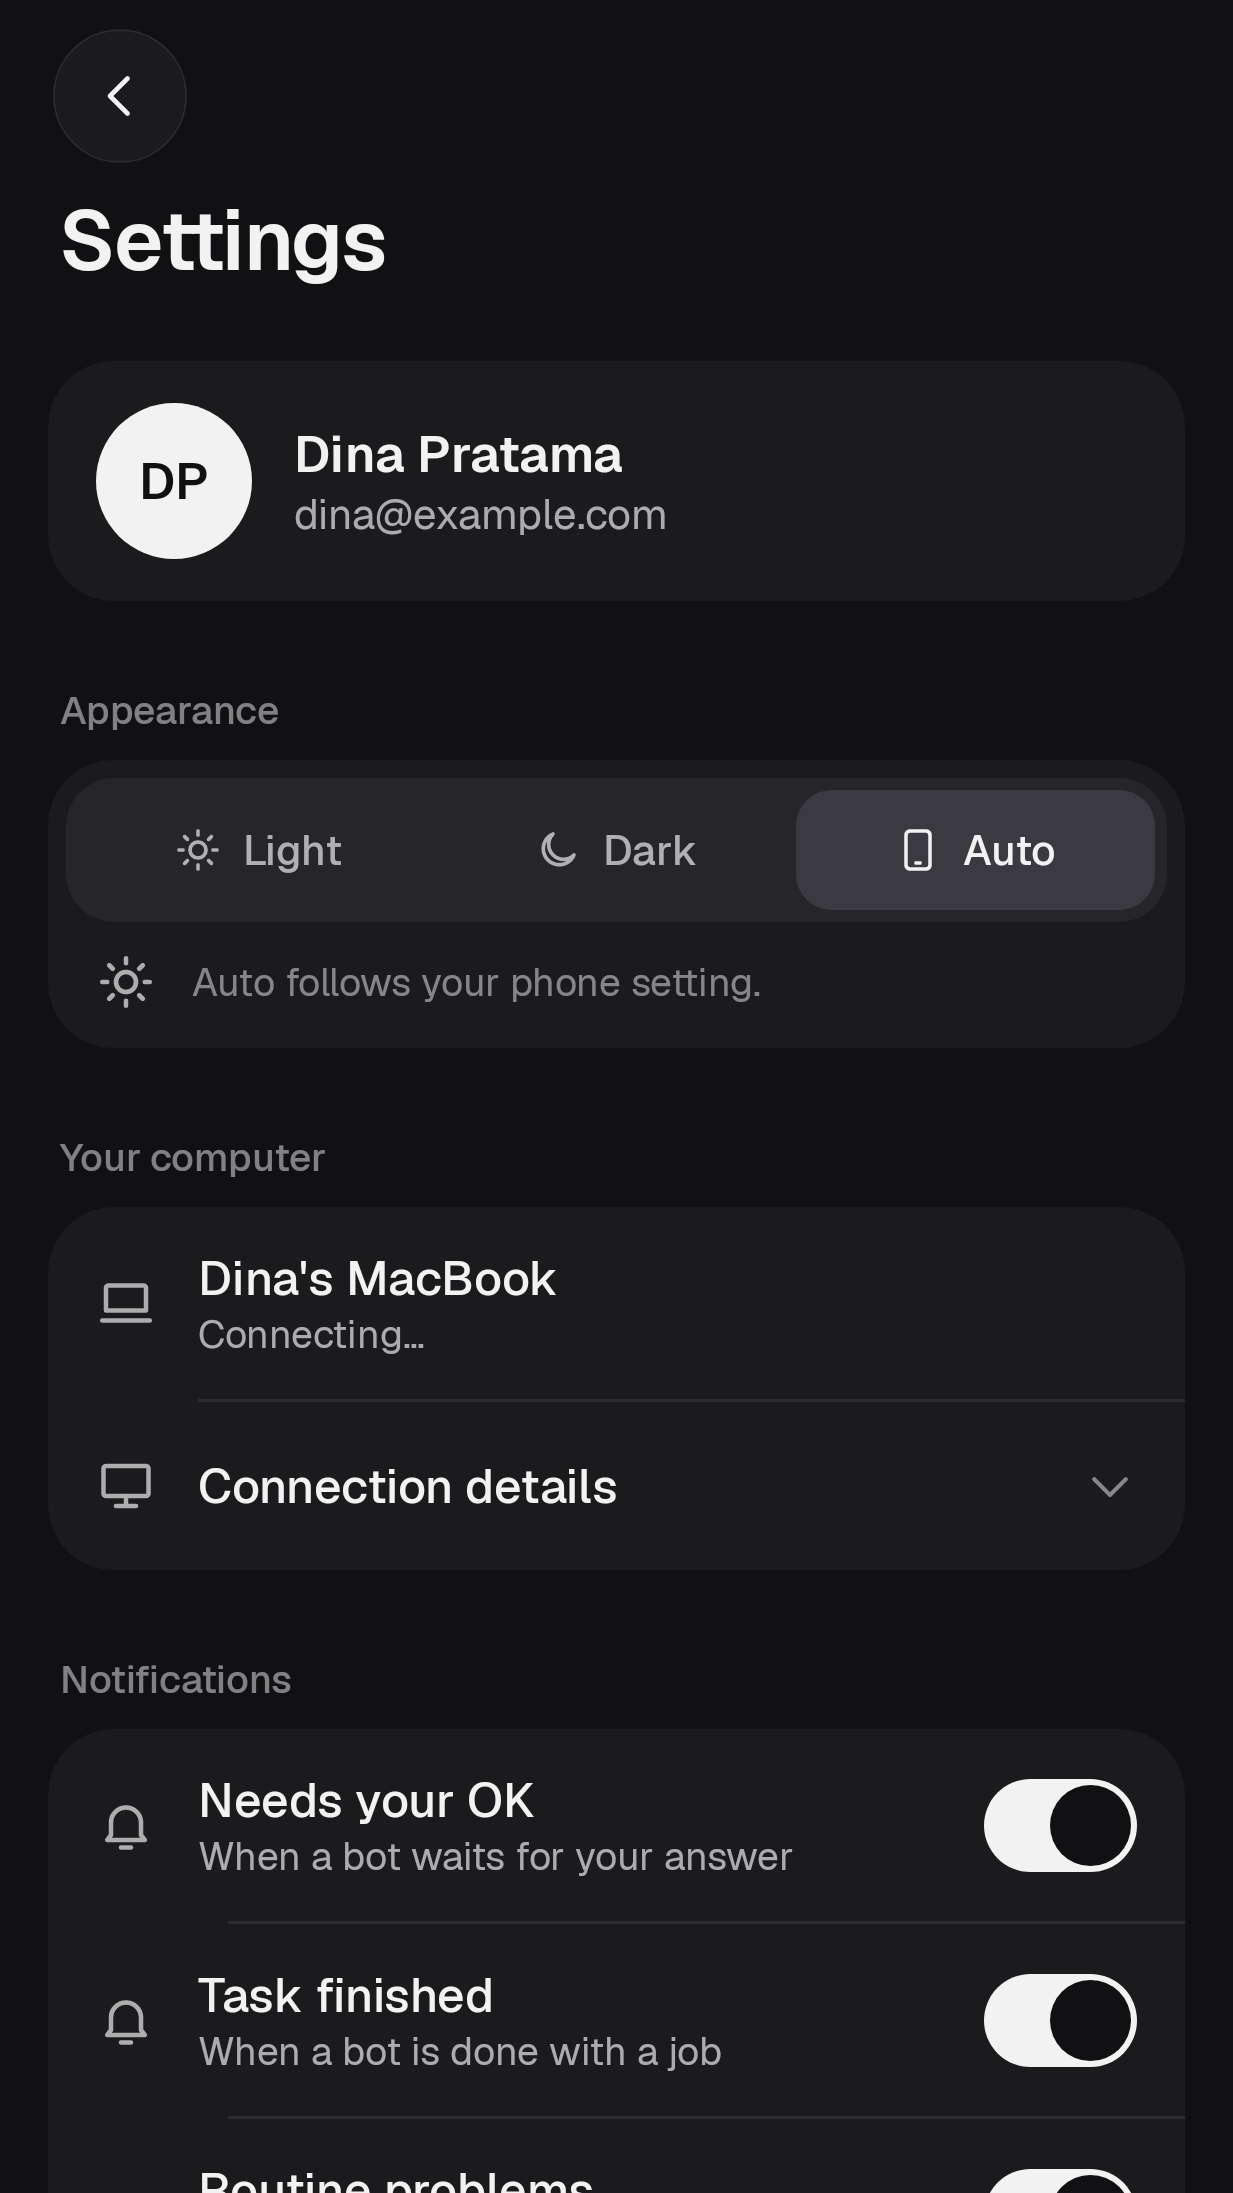 Settings
DP
Dina Pratama
dina@example.com
Appearance
Light
Dark
Auto
Auto follows your phone setting.
Your computer
Dina's MacBook
Connecting...
Connection details
Notifications
Needs your OK
When a bot waits for your answer
Task finished
When a bot is done with a job
Routine problems